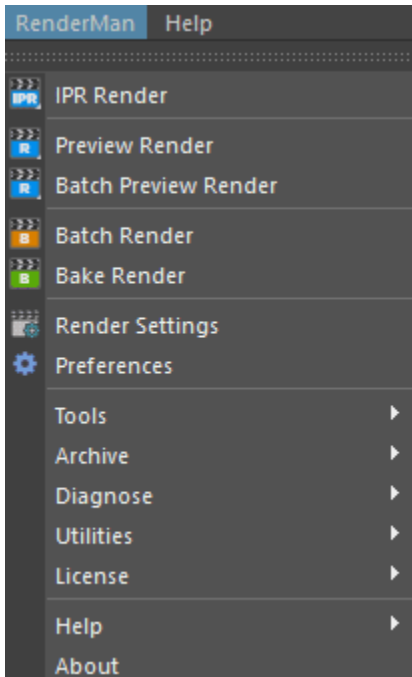 RenderMan Help
IPR IPR Render
R Preview Render
R Batch Preview Render
B Batch Render
B Bake Render
Render Settings
Preferences
Tools
Archive
Diagnose
Utilities
License
Help
About